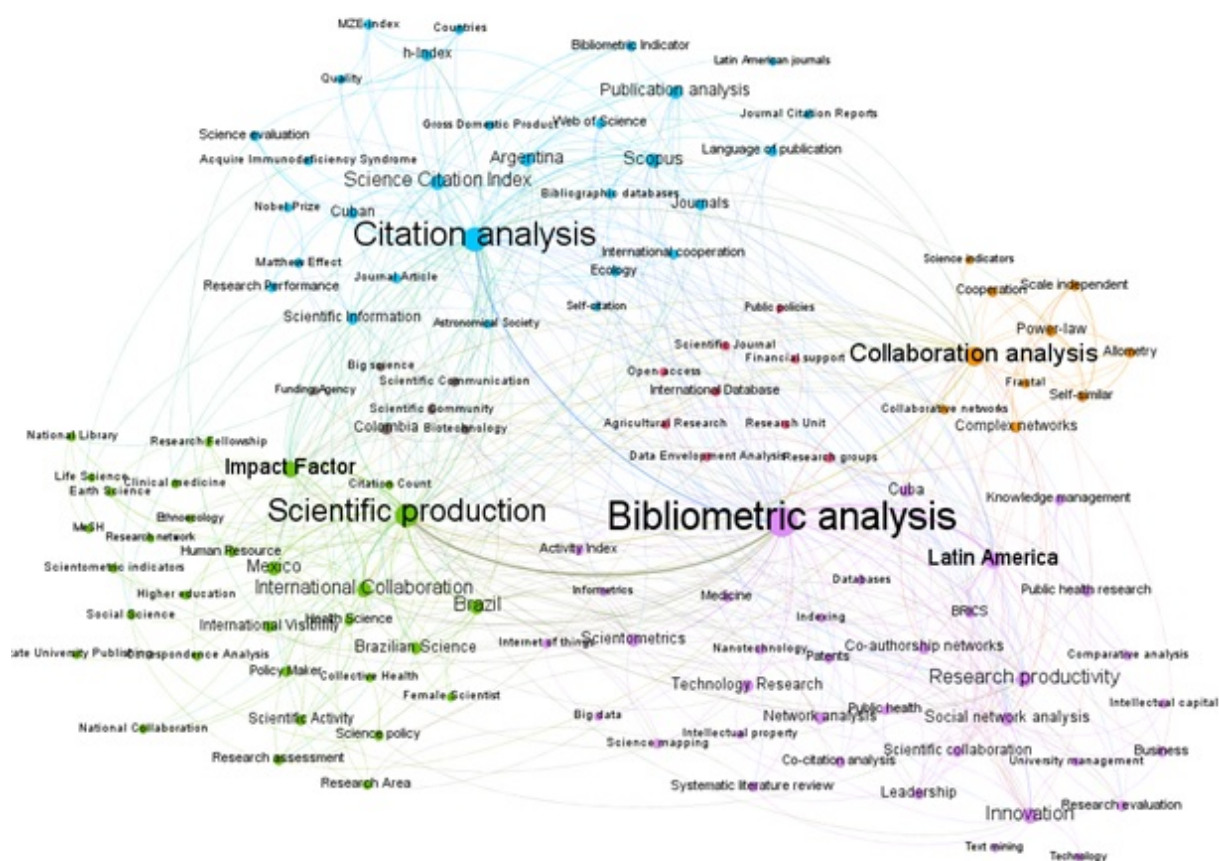 MZE-Index
Countries
h-Index
Bibliometric Indicator
Latin American journals
Quality
Publication analysis
Journal Citation Reports
Gross Domestic Product
Web of Science
Science evaluation
Language of publication
Acquire Immunodeficiency Syndrome
Argentina
Scopus
Science Citation Index
Bibliographic databases
Nobel Prize
Cuban
Journals
Citation analysis
International cooperation
Matthew Effect
Ecology
Science indicators
Journal Article
Research Performance
Cooperation
Scale independent
Self-citation
Public policies
Scientific Information
Astronomical Society
Power-law
Scientific Journal
Collaboration analysis
Allometry
Financial support
Big science
Open access
Scientific Communication
Funding Agency
International Database
Fractal
Self-similar
Scientific Community
Collaborative networks
Colombia
Biotechnology
Agricultural Research
Research Unit
Complex networks
National Library
Research Fellowship
Data Envelopment Analysis
Research groups
Impact Factor
Life Science
Clinical medicine
Citation Count
Earth Science
Cuba
Knowledge management
Scientific production
Bibliometric analysis
MeSH
Ethnoecology
Research network
Human Resource
Activity Index
Latin America
Mexico
Scientometric indicators
International Collaboration
Databases
Higher education
Informetrics
Medicine
Public health research
Social Science
Brazil
BRICS
Health Science
Indexing
International Visibility
Scientometrics
Internet of things
Brazilian Science
Nanotechnology
Patents
Co-authorship networks
Comparative analysis
ate University Publishing
Correspondence Analysis
Policy Maker
Collective Health
Technology Research
Research productivity
Female Scientist
Intellectual capital
Public health
National Collaboration
Scientific Activity
Big data
Network analysis
Social network analysis
Science policy
Intellectual property
Science mapping
Scientific collaboration
Business
Research assessment
Co-citation analysis
University management
Research Area
Systematic literature review
Leadership
Research evaluation
Innovation
Text mining
Technology